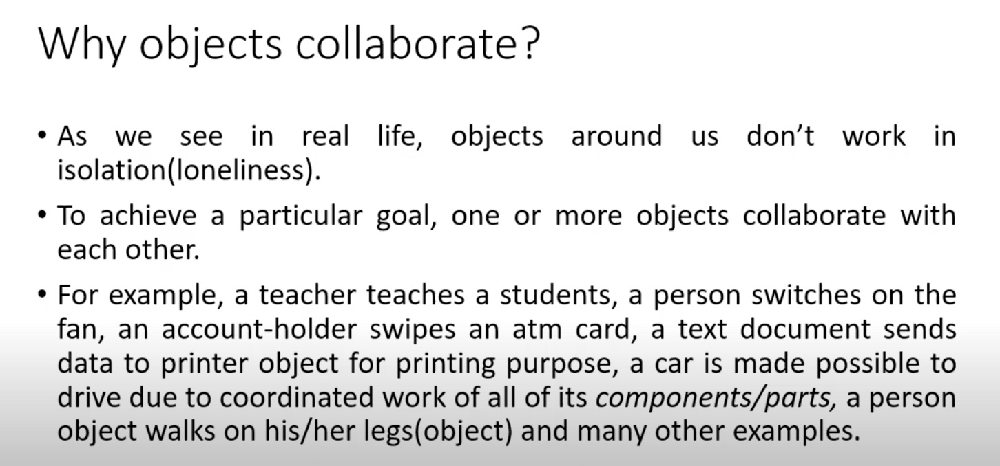 Why objects collaborate?
• As we see in real life, objects around us don’t work in
isolation(loneliness).
• To achieve a particular goal, one or more objects collaborate with
each other.
• For example, a teacher teaches a students, a person switches on the
fan, an account-holder swipes an atm card, a text document sends
data to printer object for printing purpose, a car is made possible to
drive due to coordinated work of all of its components/parts, a person
object walks on his/her legs(object) and many other examples.